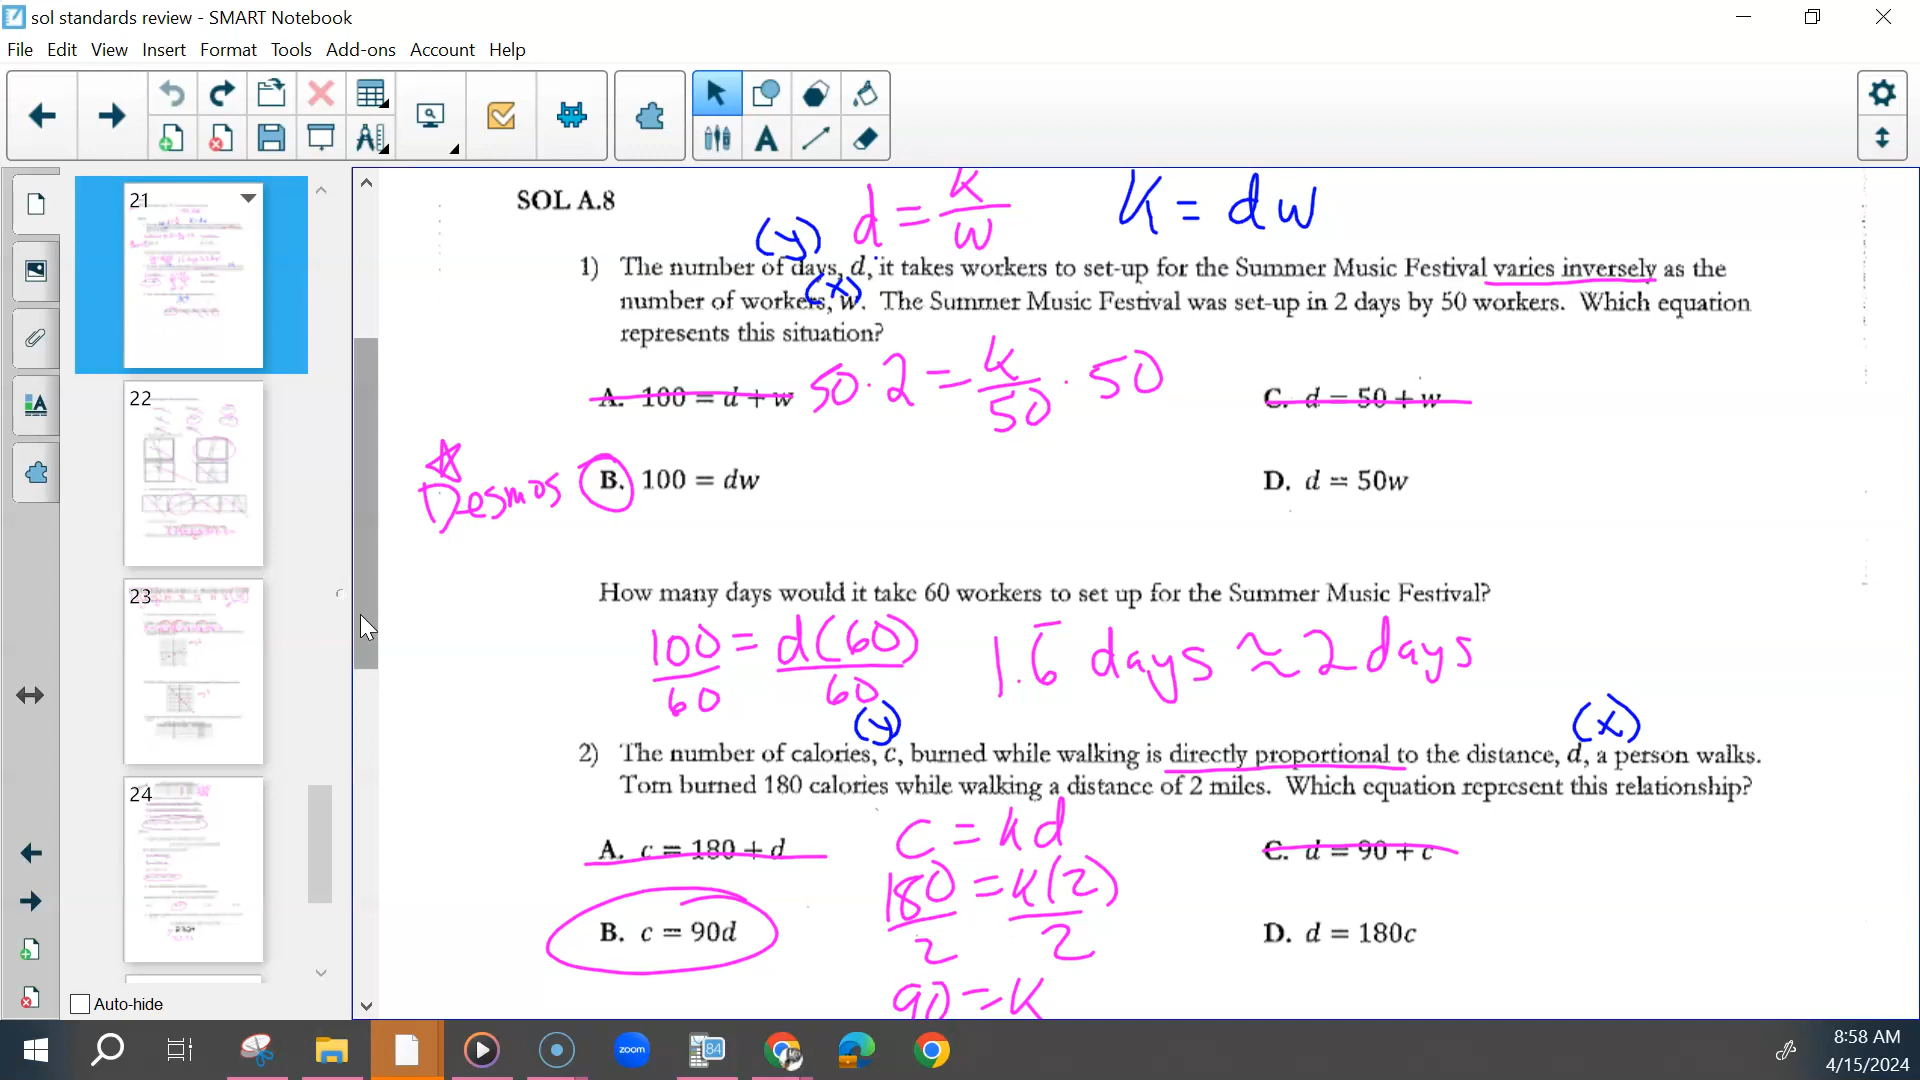 sol standards review - SMART Notebook
File Edit View Insert Format Tools Add-ons Account Help
21
22
23
24
Auto-hide
SOL A.8
d = k/w
k = dw
(y)
1) The number of days, d, it takes workers to set-up for the Summer Music Festival varies inversely as the
(x)
number of workers, w. The Summer Music Festival was set-up in 2 days by 50 workers. Which equation
represents this situation?
A. 100 = d + w
50 · 2 = k/50 · 50
C. d = 50 + w
☆
Desmos
B. 100 = dw
D. d = 50w
How many days would it take 60 workers to set up for the Summer Music Festival?
100/60 = d(60)/60
1.6̅ days ≈ 2 days
(y)
(x)
2) The number of calories, c, burned while walking is directly proportional to the distance, d, a person walks.
Tom burned 180 calories while walking a distance of 2 miles. Which equation represent this relationship?
A. c = 180 + d
c = kd
C. d = 90 + c
180/2 = k(2)/2
B. c = 90d
D. d = 180c
90 = k
zoom
84
8:58 AM
4/15/2024